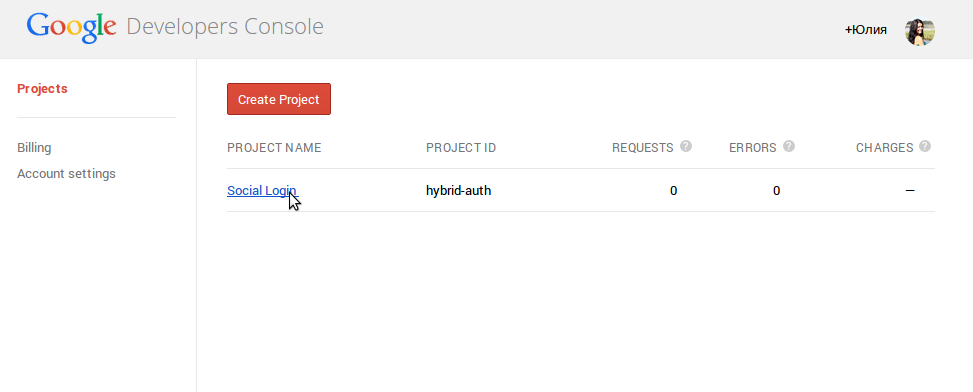 Google Developers Console
+Юлия
Projects
Billing
Account settings
Create Project
PROJECT NAME PROJECT ID REQUESTS ? ERRORS ? CHARGES ?
Social Login hybrid-auth 0 0 —